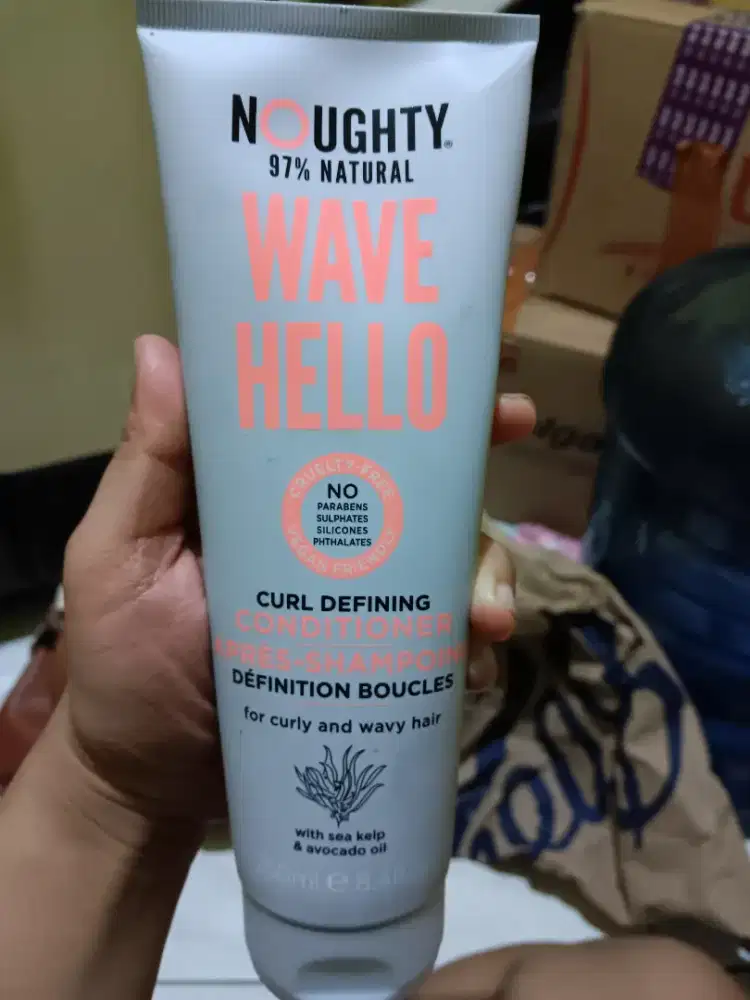 NOUGHTY®
97% NATURAL
WAVE
HELLO
CRUELTY-FREE
NO
PARABENS
SULPHATES
SILICONES
PHTHALATES
VEGAN FRIENDLY
CURL DEFINING
CONDITIONER
APRÈS-SHAMPOING
DÉFINITION BOUCLES
for curly and wavy hair
with sea kelp
& avocado oil